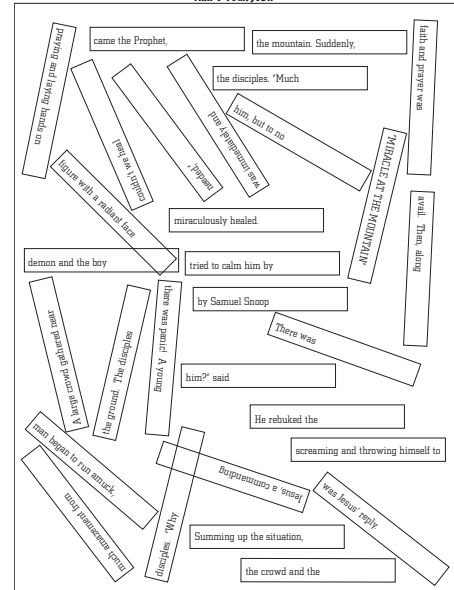 came the Prophet,
the mountain. Suddenly,
faith and prayer was
praying and laying hands on
the disciples. "Much
couldn't we heal
needed,"
was immediately and
him, but to no
"MIRACLE AT THE MOUNTAIN"
figure with a radiant face
avail. Then, along
miraculously healed.
demon and the boy
tried to calm him by
A large crowd gathered near
the ground. The disciples
there was panic! A young
by Samuel Snoop
There was
him?" said
He rebuked the
man began to run amuck,
screaming and throwing himself to
much amazement from
disciples. "Why
Jesus, a commanding
was Jesus' reply.
Summing up the situation,
the crowd and the